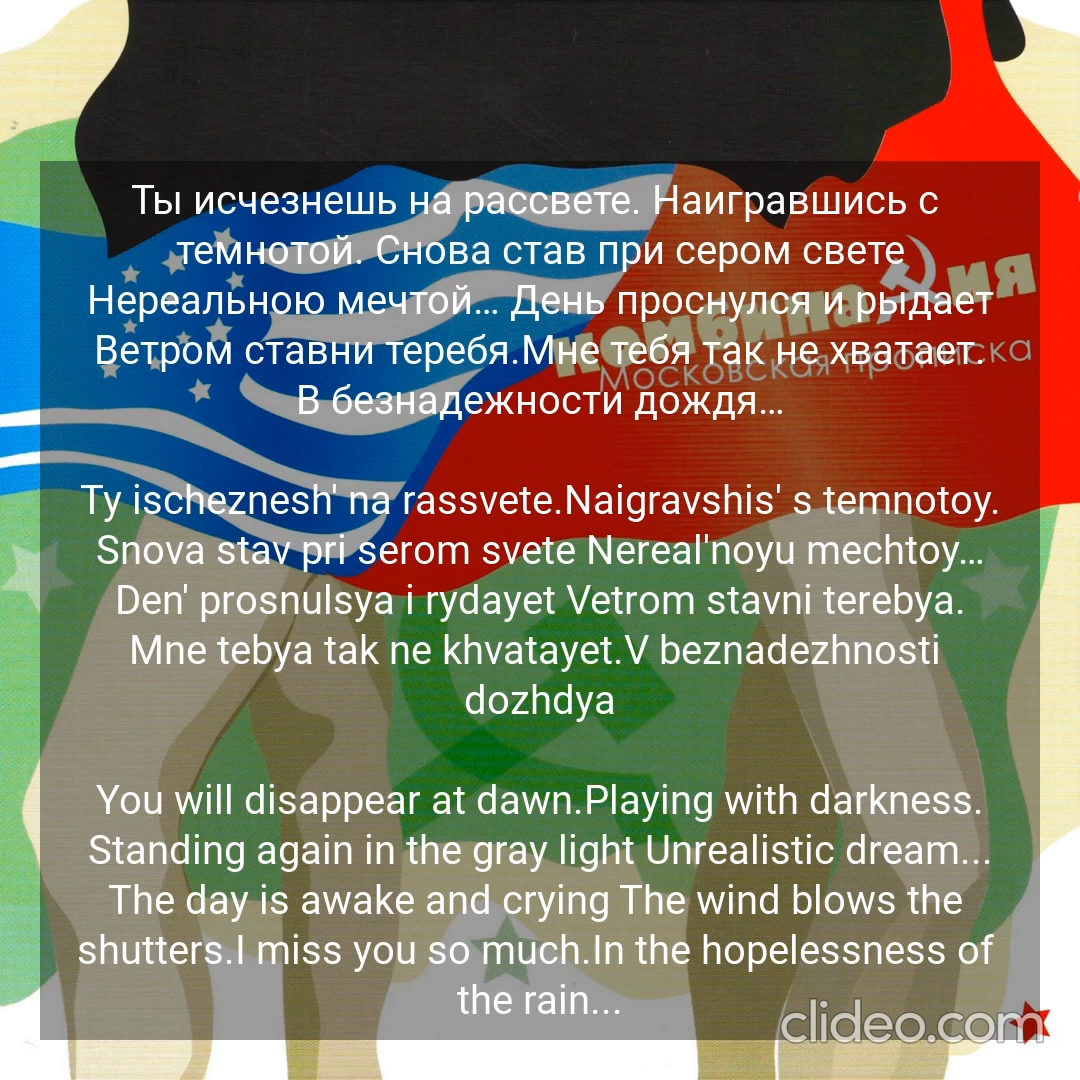 Ты исчезнешь на рассвете. Наигравшись с
темнотой. Снова став при сером свете
Нереальною мечтой... День проснулся и рыдает
Ветром ставни теребя.Мне тебя так не хватает.
В безнадежности дождя...
комбинация
Московская прописка
Ty ischeznesh' na rassvete.Naigravshis' s temnotoy.
Snova stav pri serom svete Nereal'noyu mechtoy...
Den' prosnulsya i rydayet Vetrom stavni terebya.
Mne tebya tak ne khvatayet.V beznadezhnosti
dozhdya
You will disappear at dawn.Playing with darkness.
Standing again in the gray light Unrealistic dream...
The day is awake and crying The wind blows the
shutters.I miss you so much.In the hopelessness of
the rain...
clideo.com